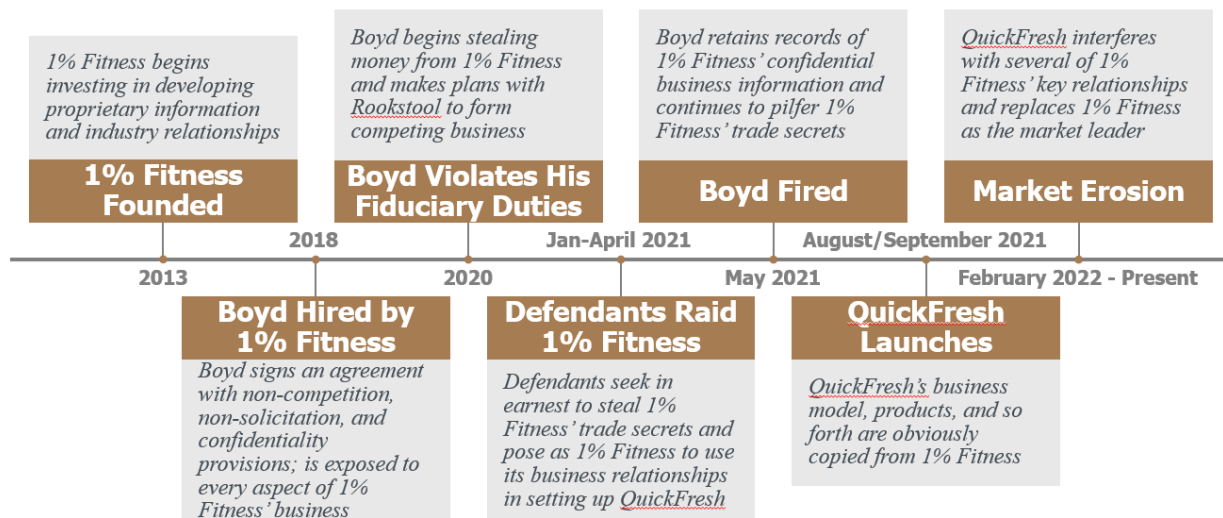 1% Fitness begins
investing in developing
proprietary information
and industry relationships
1% Fitness
Founded
2013
2018
Boyd Hired by
1% Fitness
Boyd signs an agreement
with non-competition,
non-solicitation, and
confidentiality
provisions; is exposed to
every aspect of 1%
Fitness’ business
Boyd begins stealing
money from 1% Fitness
and makes plans with
Rookstool to form
competing business
Boyd Violates His
Fiduciary Duties
2020
Jan-April 2021
Defendants Raid
1% Fitness
Defendants seek in
earnest to steal 1%
Fitness’ trade secrets and
pose as 1% Fitness to use
its business relationships
in setting up QuickFresh
Boyd retains records of
1% Fitness’ confidential
business information and
continues to pilfer 1%
Fitness’ trade secrets
Boyd Fired
May 2021
August/September 2021
QuickFresh
Launches
QuickFresh’s business
model, products, and so
forth are obviously
copied from 1% Fitness
QuickFresh interferes
with several of 1%
Fitness’ key relationships
and replaces 1% Fitness
as the market leader
Market Erosion
February 2022 - Present